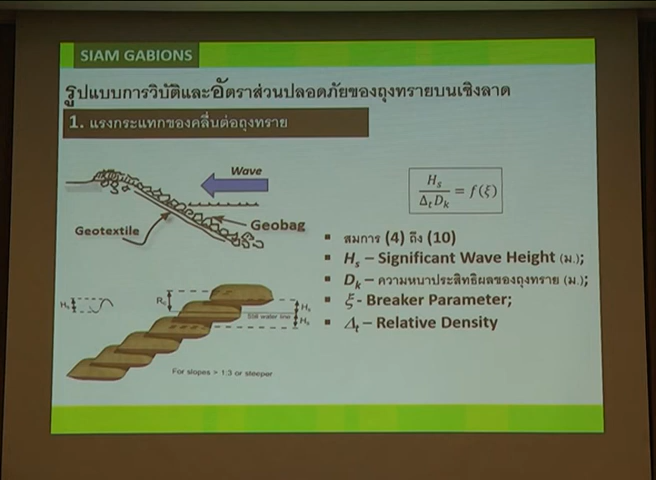 SIAM GABIONS
รูปแบบการวิบัติและอัตราส่วนปลอดภัยของถุงทรายบนเชิงลาด
1. แรงกระแทกของคลื่นต่อถุงทราย
Wave
Geotextile
Geobag
H_s / Δ_t D_k = f(ξ)
▪ สมการ (4) ถึง (10)
▪ H_s – Significant Wave Height (ม.);
▪ D_k – ความหนาประสิทธิผลของถุงทราย (ม.);
▪ ξ - Breaker Parameter;
▪ Δ_t – Relative Density
Still water line
For slopes > 1:3 or steeper